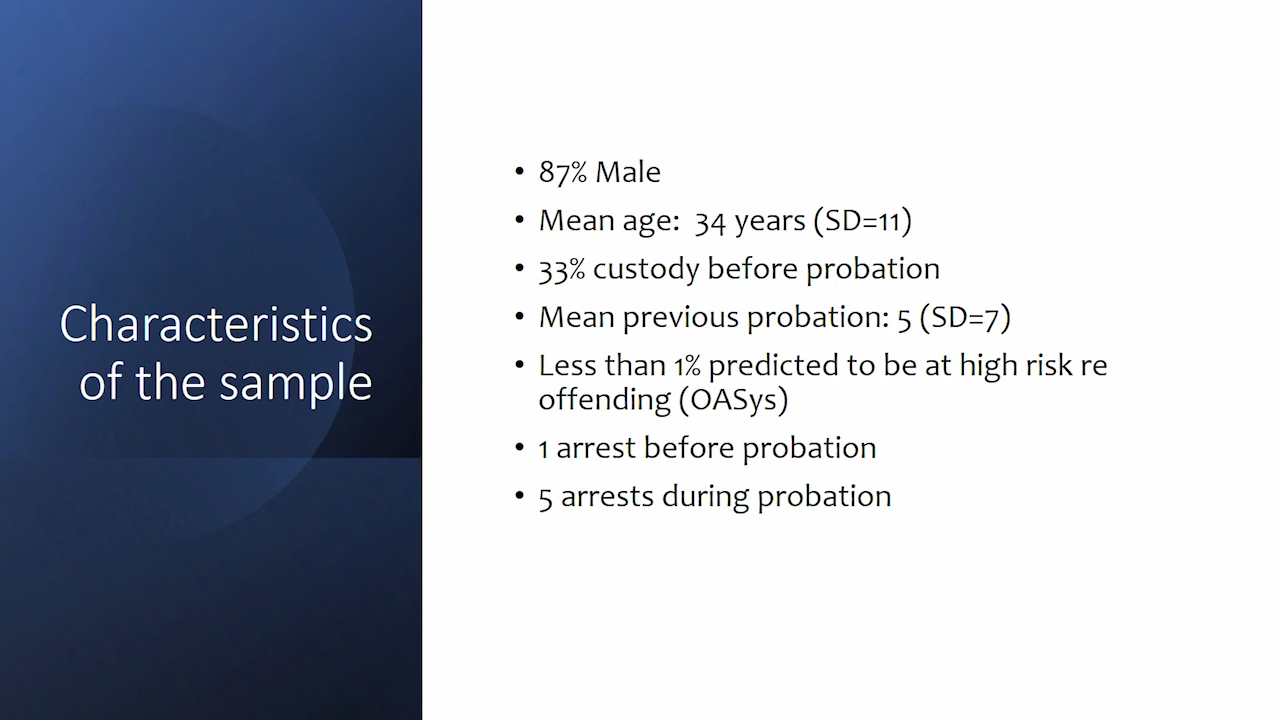 Characteristics
of the sample
• 87% Male
• Mean age:  34 years (SD=11)
• 33% custody before probation
• Mean previous probation: 5 (SD=7)
• Less than 1% predicted to be at high risk re
offending (OASys)
• 1 arrest before probation
• 5 arrests during probation